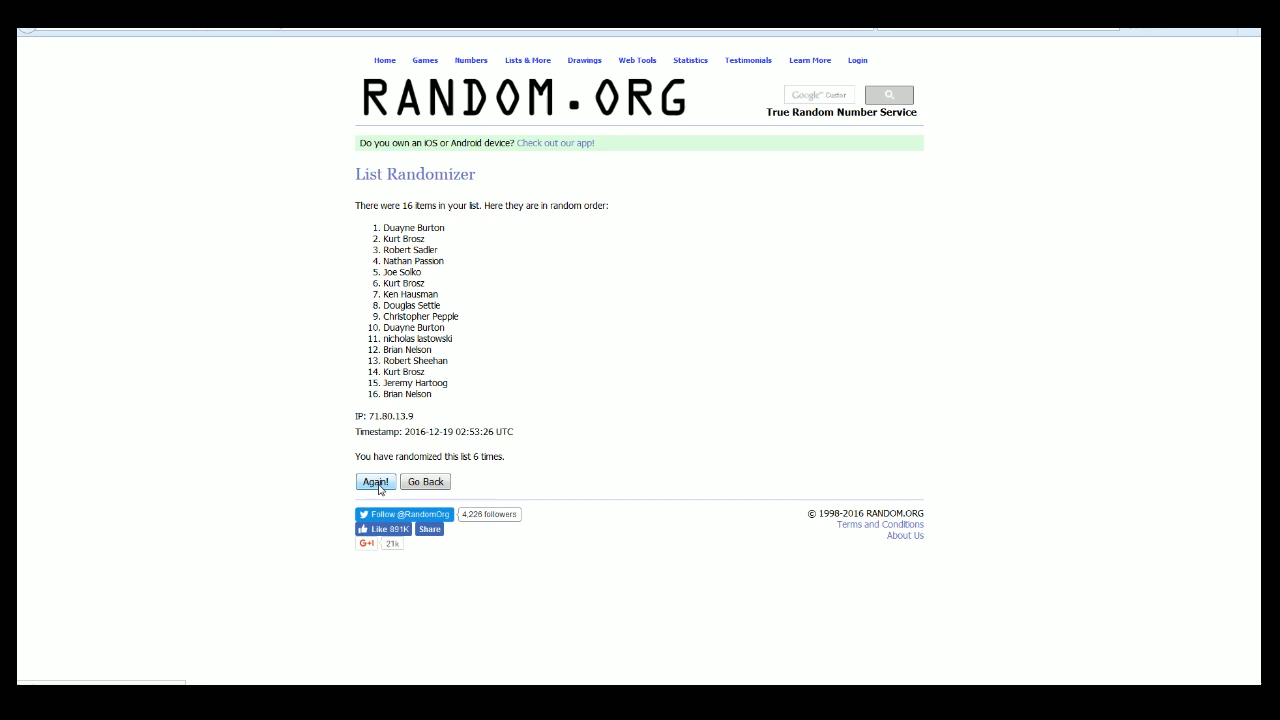 Home Games Numbers Lists & More Drawings Web Tools Statistics Testimonials Learn More Login
RANDOM.ORG
Google™ Custor
True Random Number Service
Do you own an iOS or Android device? Check out our app!
List Randomizer
There were 16 items in your list. Here they are in random order:
1. Duayne Burton
2. Kurt Brosz
3. Robert Sadler
4. Nathan Passion
5. Joe Solko
6. Kurt Brosz
7. Ken Hausman
8. Douglas Settle
9. Christopher Pepple
10. Duayne Burton
11. nicholas lastowski
12. Brian Nelson
13. Robert Sheehan
14. Kurt Brosz
15. Jeremy Hartoog
16. Brian Nelson
IP: 71.80.13.9
Timestamp: 2016-12-19 02:53:26 UTC
You have randomized this list 6 times.
Again! Go Back
Follow @RandomOrg 4,226 followers
Like 891K Share
G+1 21k
© 1998-2016 RANDOM.ORG
Terms and Conditions
About Us